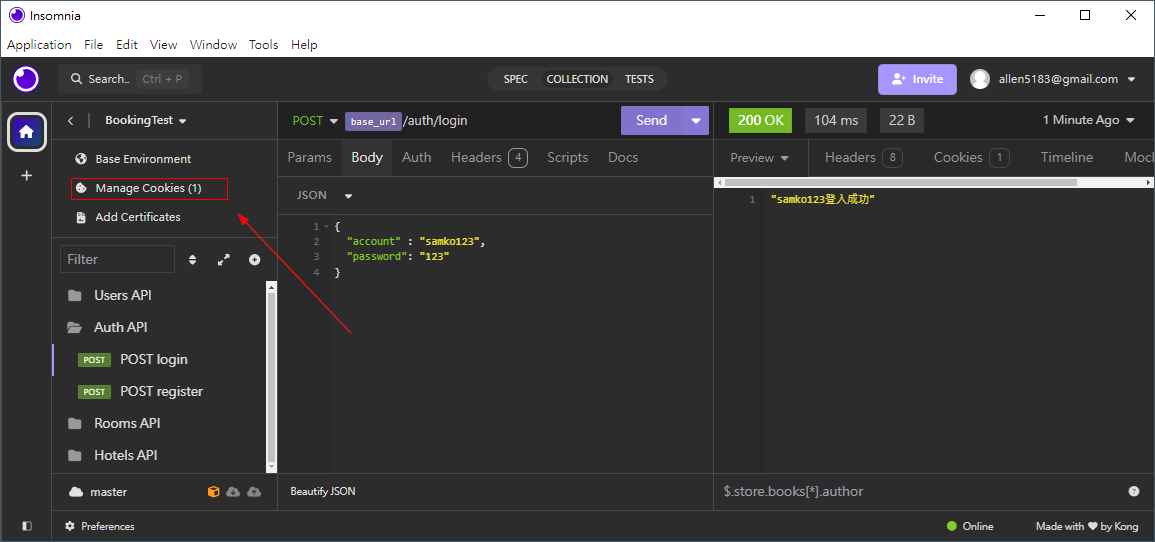 Insomnia
Application File Edit View Window Tools Help
Search.. Ctrl + P
SPEC COLLECTION TESTS
Invite
allen5183@gmail.com
BookingTest
POST base_url/auth/login
Send
200 OK 104 ms 22 B
1 Minute Ago
Base Environment
Manage Cookies (1)
Add Certificates
Params Body Auth Headers 4 Scripts Docs
Preview Headers 8 Cookies 1 Timeline Moc
JSON
1 {
2 "account" : "samko123",
3 "password": "123"
4 }
1 "samko123登入成功"
Filter
Users API
Auth API
POST POST login
POST POST register
Rooms API
Hotels API
master
Beautify JSON
$.store.books[*].author
Preferences
Online
Made with ❤ by Kong